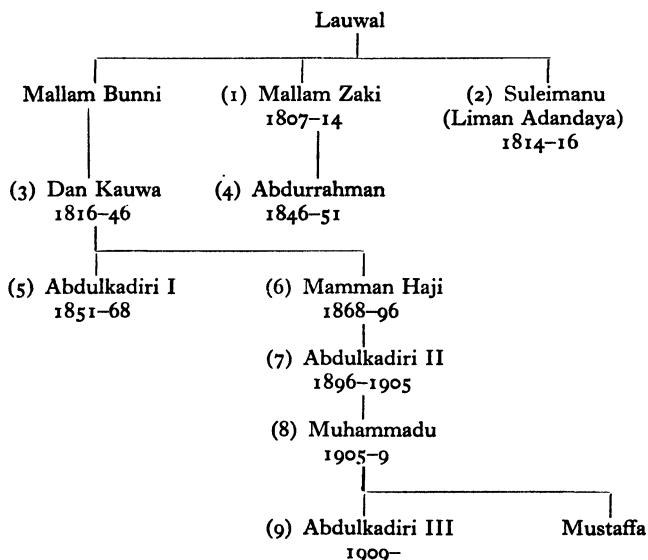 Lauwal
Mallam Bunni (1) Mallam Zaki (2) Suleimanu
1807–14 (Liman Adandaya)
1814–16
(3) Dan Kauwa (4) Abdurrahman
1816–46 1846–51
(5) Abdulkadiri I (6) Mamman Haji
1851–68 1868–96
(7) Abdulkadiri II
1896–1905
(8) Muhammadu
1905–9
(9) Abdulkadiri III Mustaffa
1909–